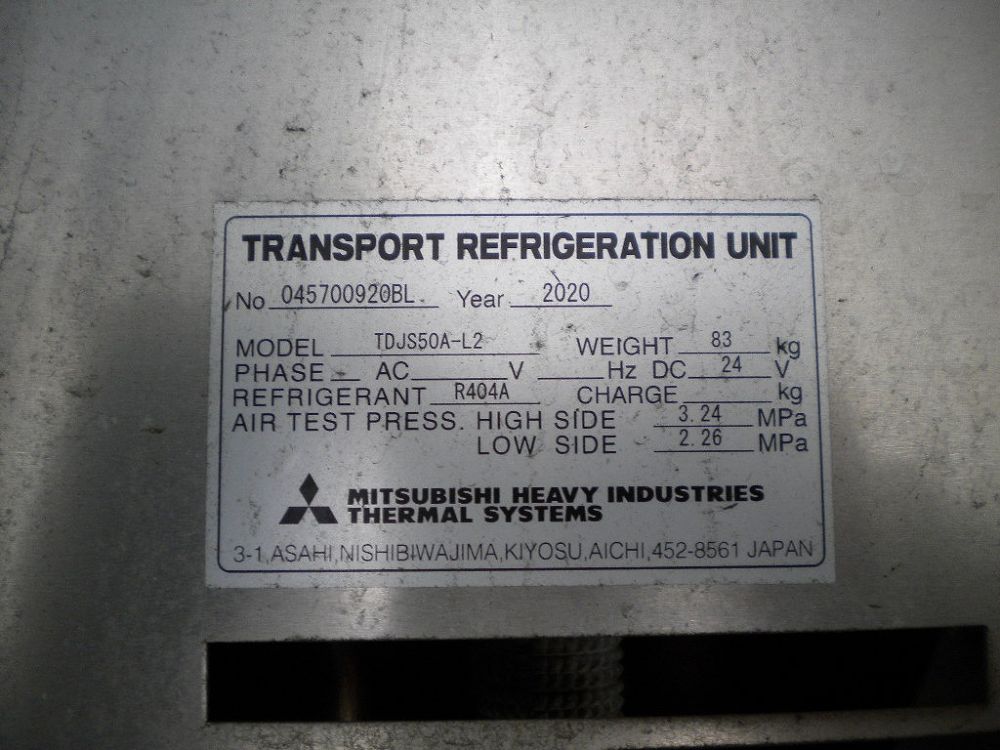 TRANSPORT REFRIGERATION UNIT
No 045700920BL Year 2020
MODEL TDJS50A-L2 WEIGHT 83 kg
PHASE AC V Hz DC 24 V
REFRIGERANT R404A CHARGE kg
AIR TEST PRESS. HIGH SIDE 3.24 MPa
LOW SIDE 2.26 MPa
MITSUBISHI HEAVY INDUSTRIES
THERMAL SYSTEMS
3-1,ASAHI,NISHIBIWAJIMA,KIYOSU,AICHI,452-8561 JAPAN